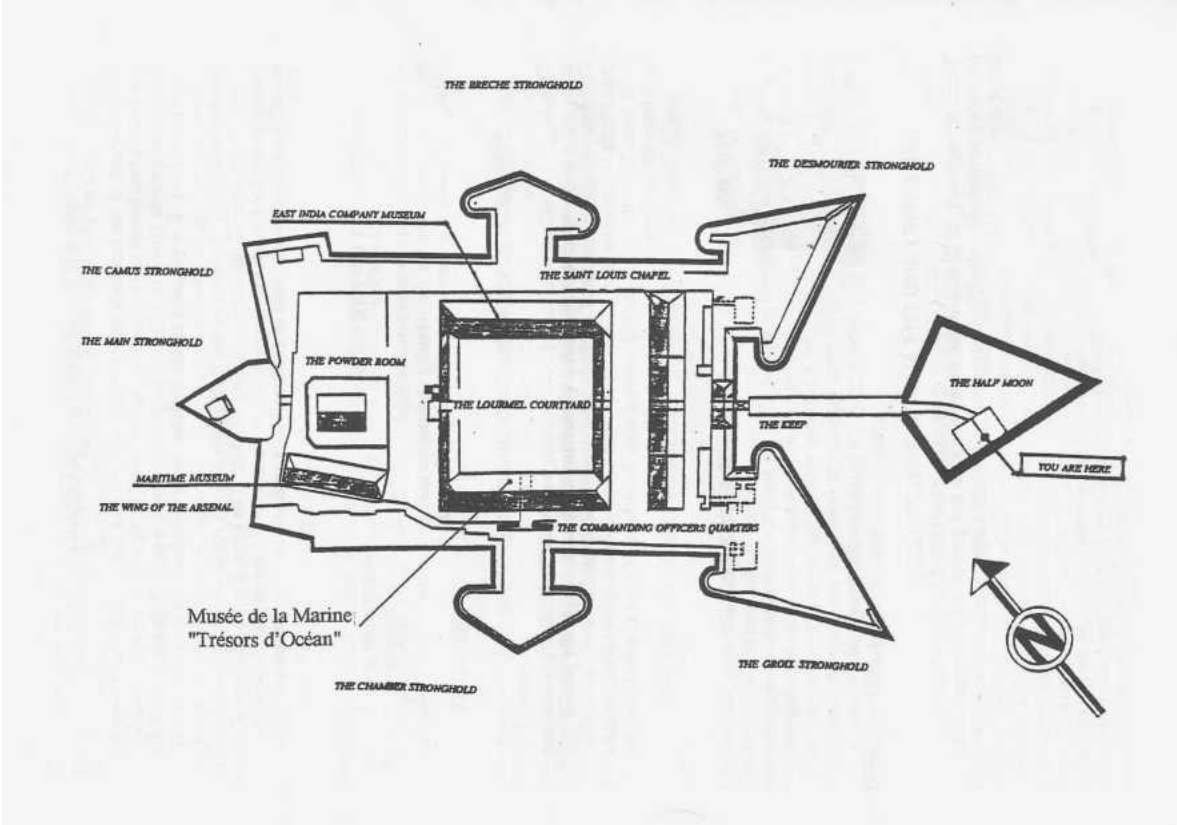 THE BRECHE STRONGHOLD
THE DESMOURIER STRONGHOLD
EAST INDIA COMPANY MUSEUM
THE CAMUS STRONGHOLD
THE SAINT LOUIS CHAPEL
THE MAIN STRONGHOLD
THE POWDER ROOM
THE HALF MOON
THE LOURMEL COURTYARD
THE KEEP
YOU ARE HERE
MARITIME MUSEUM
THE WING OF THE ARSENAL
THE COMMANDING OFFICERS QUARTERS
Musée de la Marine
"Trésors d'Océan"
N
THE GROIX STRONGHOLD
THE CHAMBER STRONGHOLD